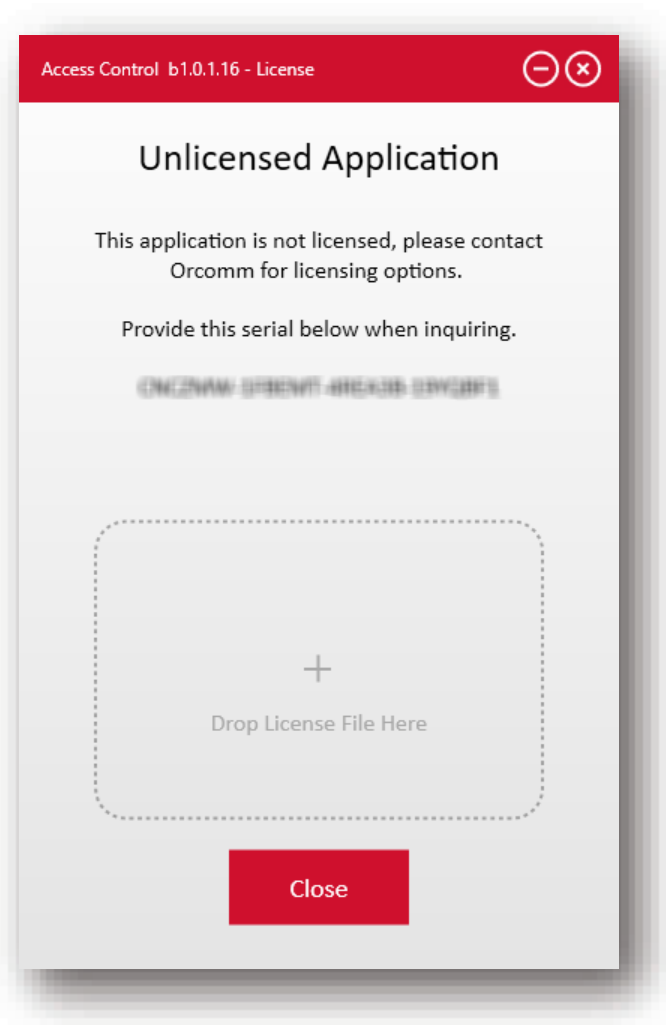 Access Control b1.0.1.16 - License
Unlicensed Application
This application is not licensed, please contact
Orcomm for licensing options.
Provide this serial below when inquiring.
Drop License File Here
Close